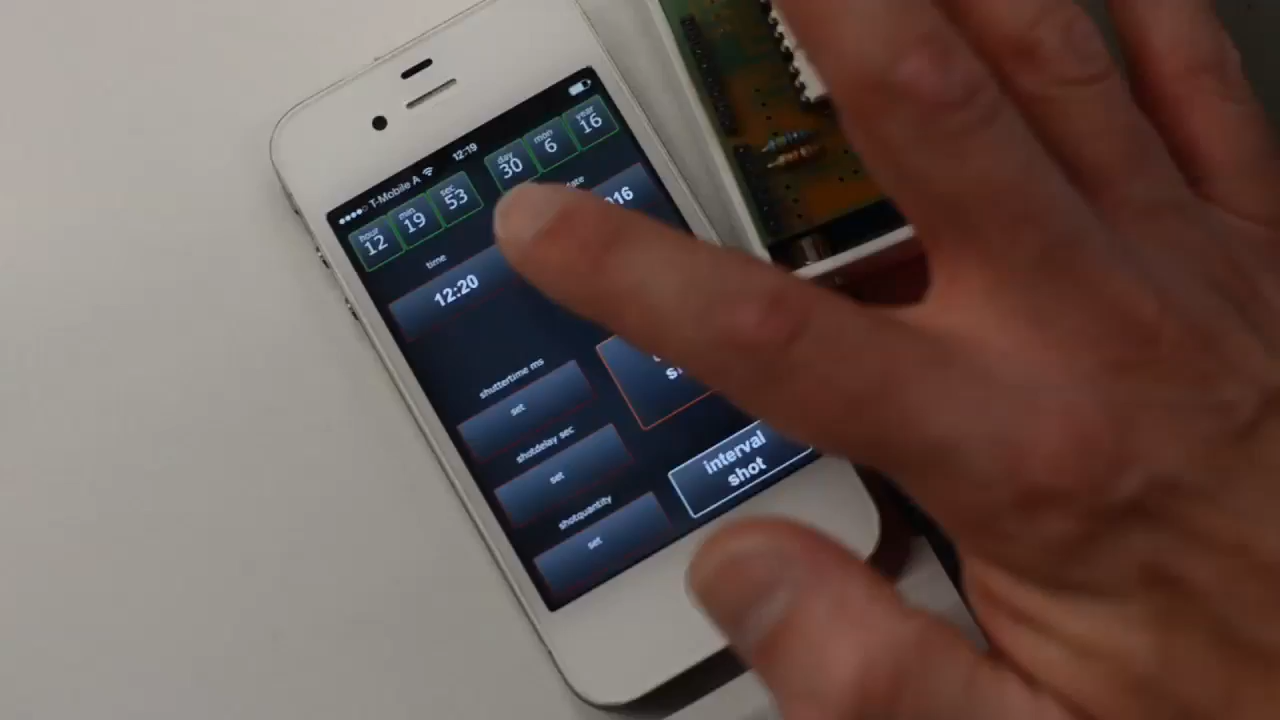 T-Mobile A 12:19
hour min sec day mon year
12 19 53 30 6 16
time
12:20
shuttertime ms
set
shotdelay sec
set
shotquantity
set
interval
shot